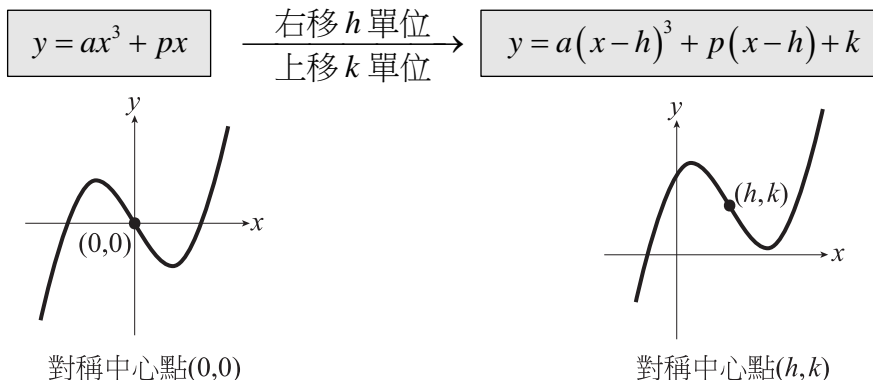 y = ax³ + px
右移 h 單位
上移 k 單位
y = a(x − h)³ + p(x − h) + k
y
x
(0,0)
對稱中心點(0,0)
y
x
(h, k)
對稱中心點(h, k)